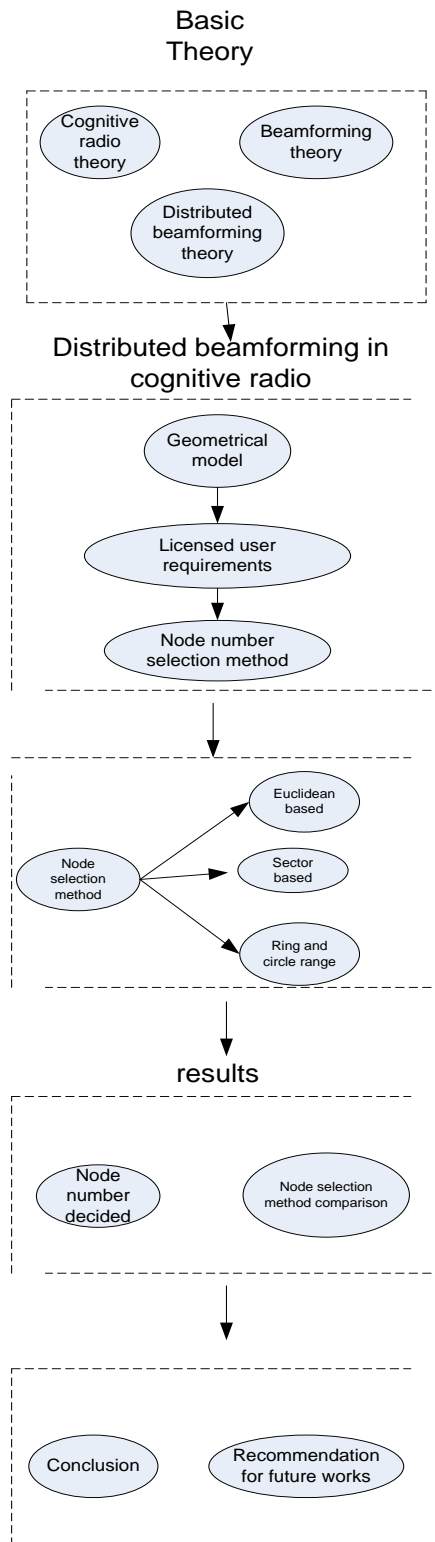 Basic
Theory
Cognitive
radio
theory
Beamforming
theory
Distributed
beamforming
theory
Distributed beamforming in
cognitive radio
Geometrical
model
Licensed user
requirements
Node number
selection method
Node
selection
method
Euclidean
based
Sector
based
Ring and
circle range
results
Node
number
decided
Node selection
method comparison
Conclusion
Recommendation
for future works